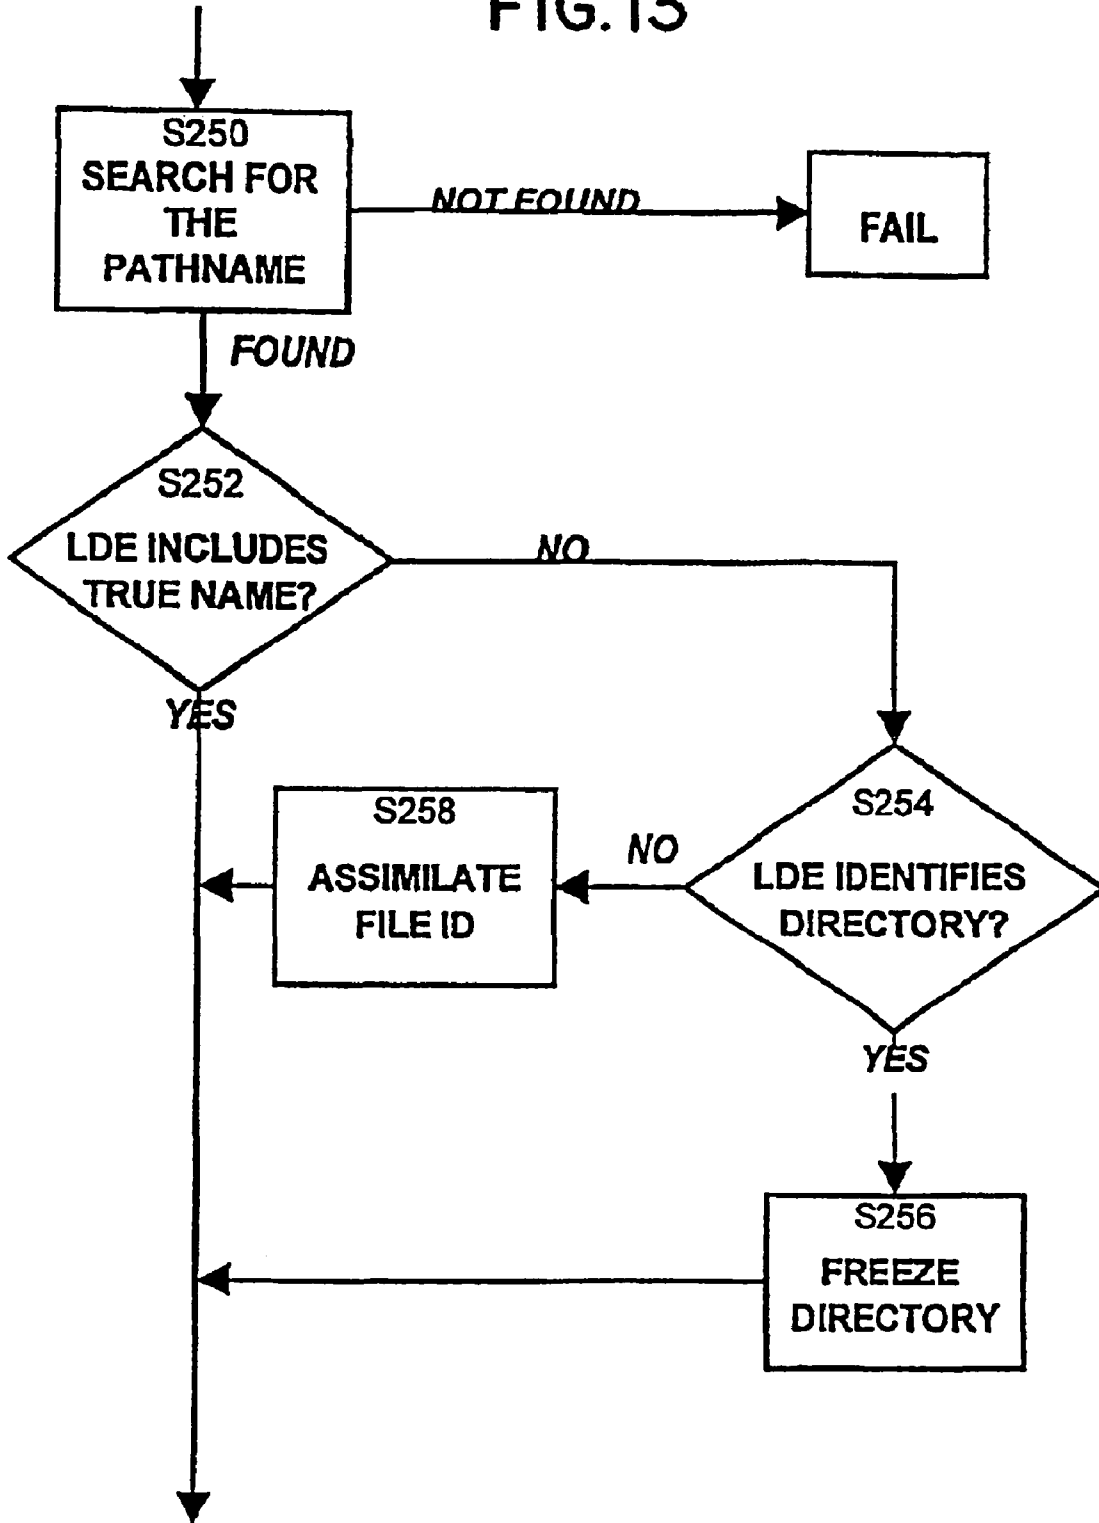 FIG. 13
S250
SEARCH FOR
THE
PATHNAME
NOT FOUND
FAIL
FOUND
S252
LDE INCLUDES
TRUE NAME?
NO
YES
S254
LDE IDENTIFIES
DIRECTORY?
NO
S258
ASSIMILATE
FILE ID
YES
S256
FREEZE
DIRECTORY